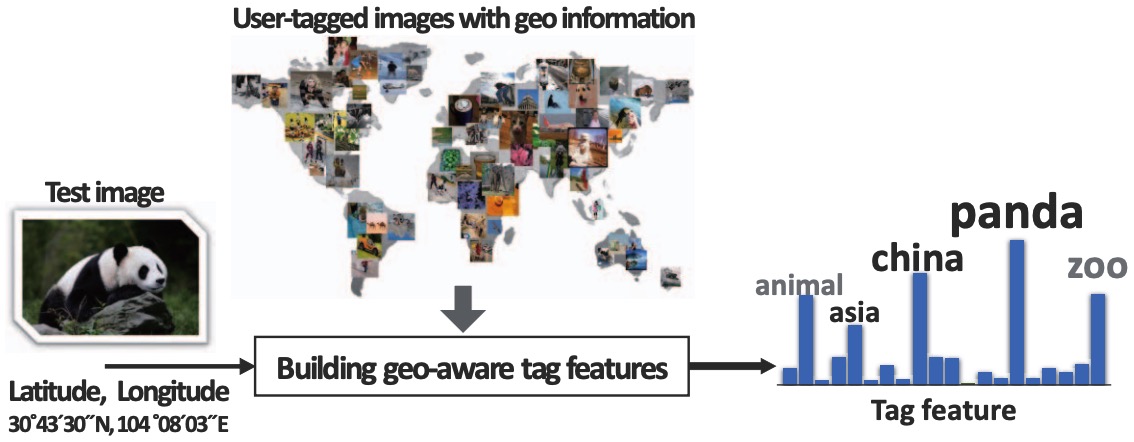 User-tagged images with geo information
Test image
Latitude, Longitude
30°43′30″N, 104 °08′03″E
Building geo-aware tag features
animal
asia
china
panda
zoo
Tag feature